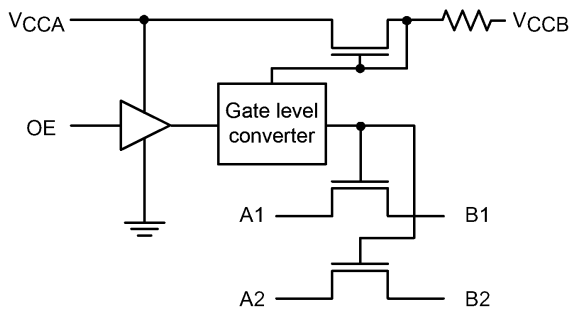 VCCA
VCCB
OE
Gate level
converter
A1
B1
A2
B2